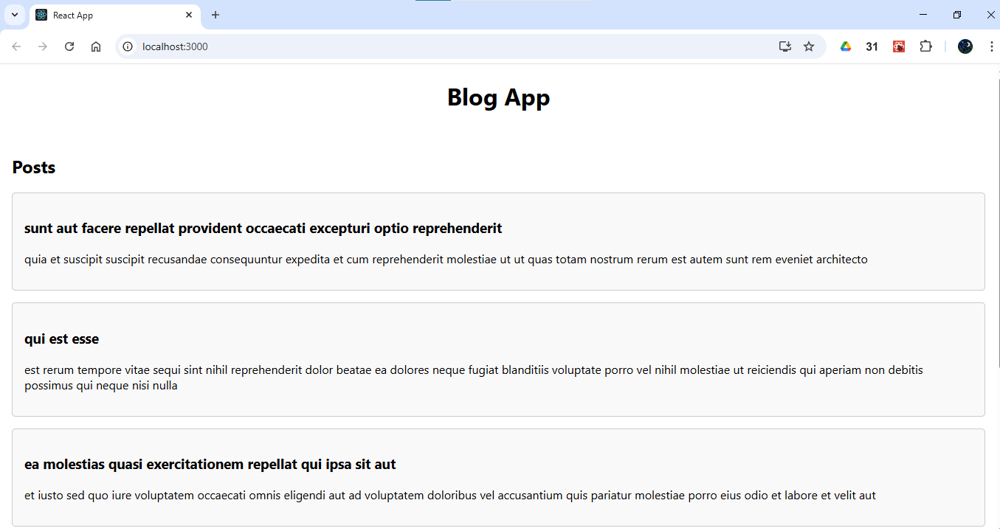 React App
localhost:3000
31
Blog App
Posts
sunt aut facere repellat provident occaecati excepturi optio reprehenderit
quia et suscipit suscipit recusandae consequuntur expedita et cum reprehenderit molestiae ut ut quas totam nostrum rerum est autem sunt rem eveniet architecto
qui est esse
est rerum tempore vitae sequi sint nihil reprehenderit dolor beatae ea dolores neque fugiat blanditiis voluptate porro vel nihil molestiae ut reiciendis qui aperiam non debitis
possimus qui neque nisi nulla
ea molestias quasi exercitationem repellat qui ipsa sit aut
et iusto sed quo iure voluptatem occaecati omnis eligendi aut ad voluptatem doloribus vel accusantium quis pariatur molestiae porro eius odio et labore et velit aut